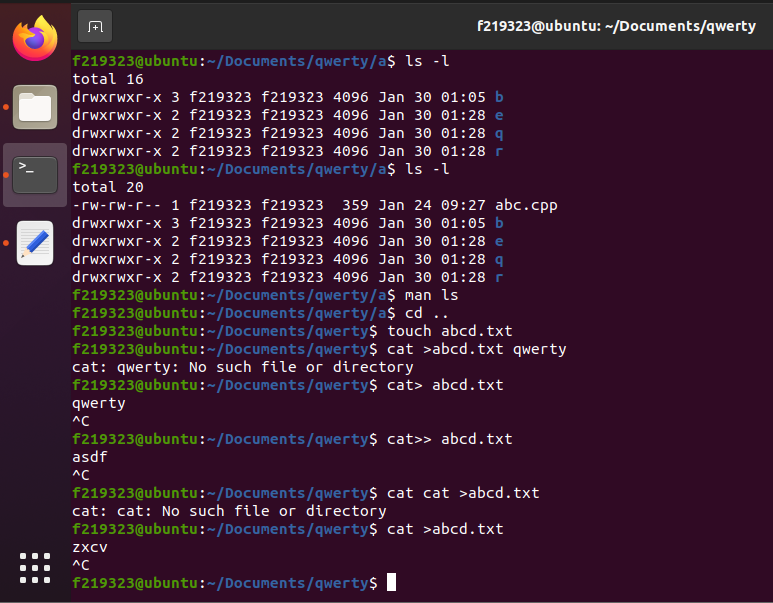 f219323@ubuntu: ~/Documents/qwerty
f219323@ubuntu:~/Documents/qwerty/a$ ls -l
total 16
drwxrwxr-x 3 f219323 f219323 4096 Jan 30 01:05 b
drwxrwxr-x 2 f219323 f219323 4096 Jan 30 01:28 e
drwxrwxr-x 2 f219323 f219323 4096 Jan 30 01:28 q
drwxrwxr-x 2 f219323 f219323 4096 Jan 30 01:28 r
f219323@ubuntu:~/Documents/qwerty/a$ ls -l
total 20
-rw-rw-r-- 1 f219323 f219323  359 Jan 24 09:27 abc.cpp
drwxrwxr-x 3 f219323 f219323 4096 Jan 30 01:05 b
drwxrwxr-x 2 f219323 f219323 4096 Jan 30 01:28 e
drwxrwxr-x 2 f219323 f219323 4096 Jan 30 01:28 q
drwxrwxr-x 2 f219323 f219323 4096 Jan 30 01:28 r
f219323@ubuntu:~/Documents/qwerty/a$ man ls
f219323@ubuntu:~/Documents/qwerty/a$ cd ..
f219323@ubuntu:~/Documents/qwerty$ touch abcd.txt
f219323@ubuntu:~/Documents/qwerty$ cat >abcd.txt qwerty
cat: qwerty: No such file or directory
f219323@ubuntu:~/Documents/qwerty$ cat> abcd.txt
qwerty
^C
f219323@ubuntu:~/Documents/qwerty$ cat>> abcd.txt
asdf
^C
f219323@ubuntu:~/Documents/qwerty$ cat cat >abcd.txt
cat: cat: No such file or directory
f219323@ubuntu:~/Documents/qwerty$ cat >abcd.txt
zxcv
^C
f219323@ubuntu:~/Documents/qwerty$